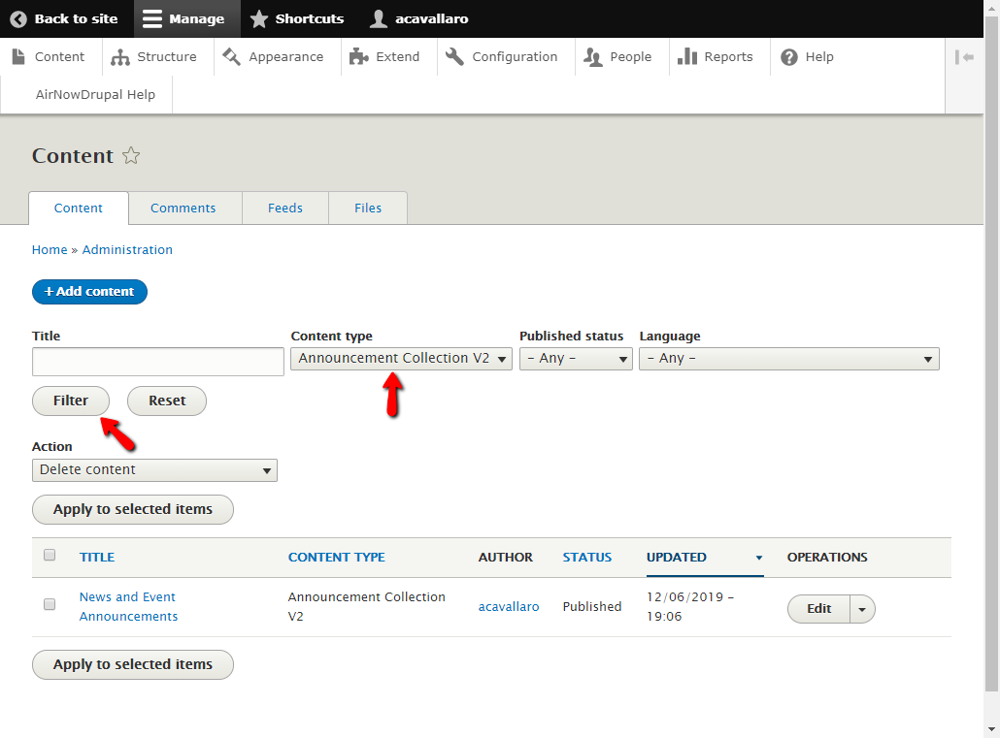 Back to site Manage Shortcuts acavallaro
Content Structure Appearance Extend Configuration People Reports Help
AirNowDrupal Help
Content
Content Comments Feeds Files
Home » Administration
+ Add content
Title Content type Published status Language
Announcement Collection V2 - Any - - Any -
Filter Reset
Action
Delete content
Apply to selected items
TITLE CONTENT TYPE AUTHOR STATUS UPDATED OPERATIONS
News and Event Announcement Collection 12/06/2019 -
acavallaro Published Edit
Announcements V2 19:06
Apply to selected items